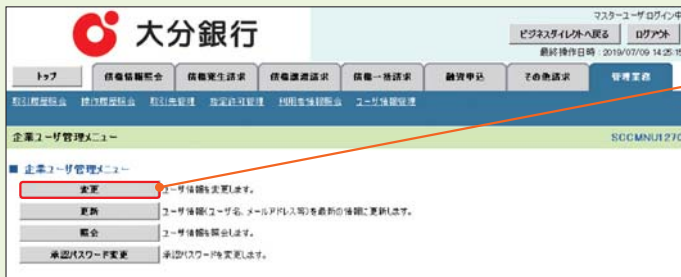 マスターユーザ ログイン中
大分銀行
ビジネスダイレクトへ戻る ログアウト
最終操作日時：2019/07/09 14:25:15
トップ 債権情報照会 債権発生請求 債権譲渡請求 債権一括請求 融資申込 その他請求 管理業務
取引履歴照会 操作履歴照会 取引先管理 指定許可管理 利用者情報照会 ユーザ情報管理
企業ユーザ管理メニュー SCCMNU1270
■ 企業ユーザ管理メニュー
変更 ユーザ情報を変更します。
更新 ユーザ情報(ユーザ名、メールアドレス等)を最新の情報に更新します。
照会 ユーザ情報を照会します。
承認パスワード変更 承認パスワードを変更します。